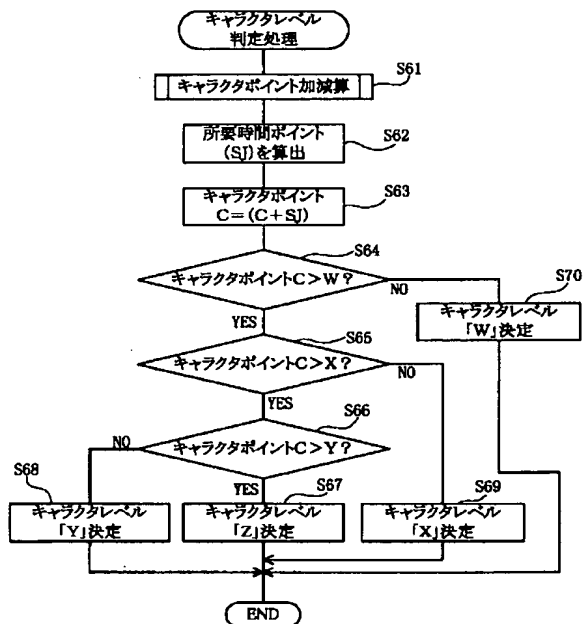 キャラクタレベル
判定処理
S61
キャラクタポイント加減算
所要時間ポイント
(SJ)を算出
S62
キャラクタポイント
C=(C+SJ)
S63
S64
キャラクタポイントC>W?
NO
YES
S70
キャラクタレベル
「W」決定
S65
キャラクタポイントC>X?
NO
YES
S66
キャラクタポイントC>Y?
NO
YES
S68
キャラクタレベル
「Y」決定
S67
キャラクタレベル
「Z」決定
S69
キャラクタレベル
「X」決定
END